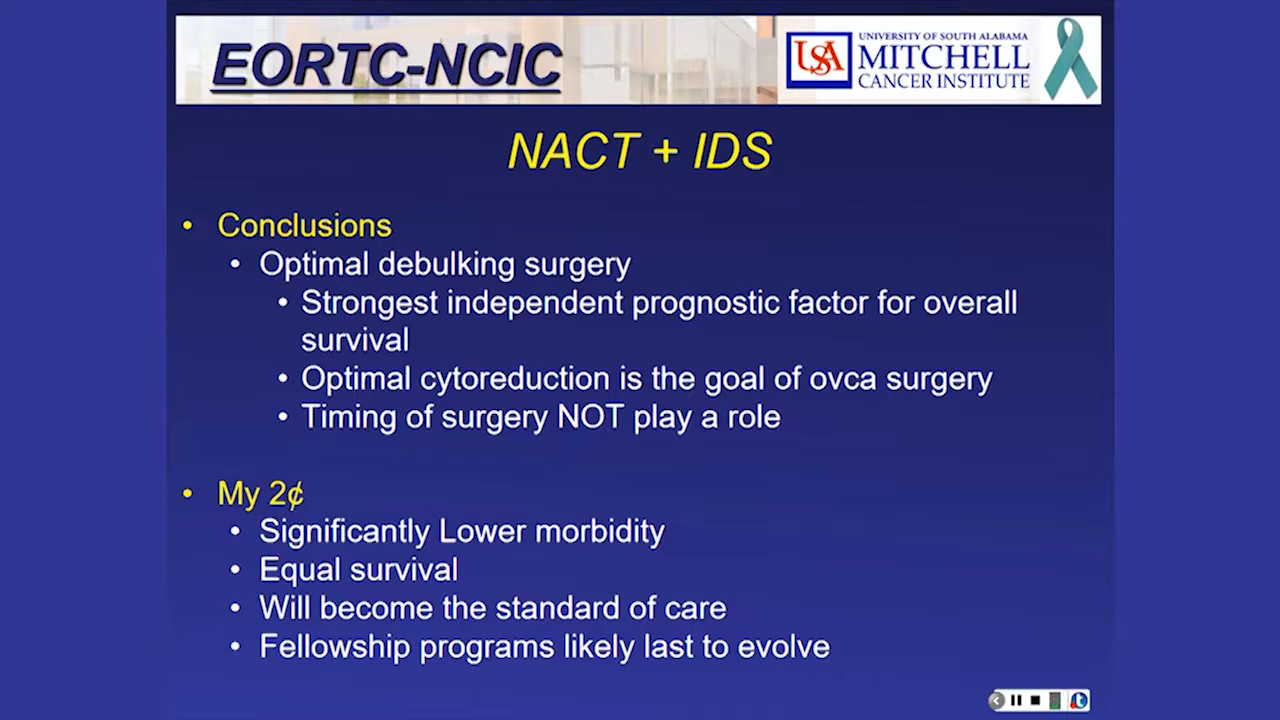 EORTC-NCIC
USA
UNIVERSITY OF SOUTH ALABAMA
MITCHELL
CANCER INSTITUTE
NACT + IDS
• Conclusions
• Optimal debulking surgery
• Strongest independent prognostic factor for overall
survival
• Optimal cytoreduction is the goal of ovca surgery
• Timing of surgery NOT play a role
• My 2¢
• Significantly Lower morbidity
• Equal survival
• Will become the standard of care
• Fellowship programs likely last to evolve